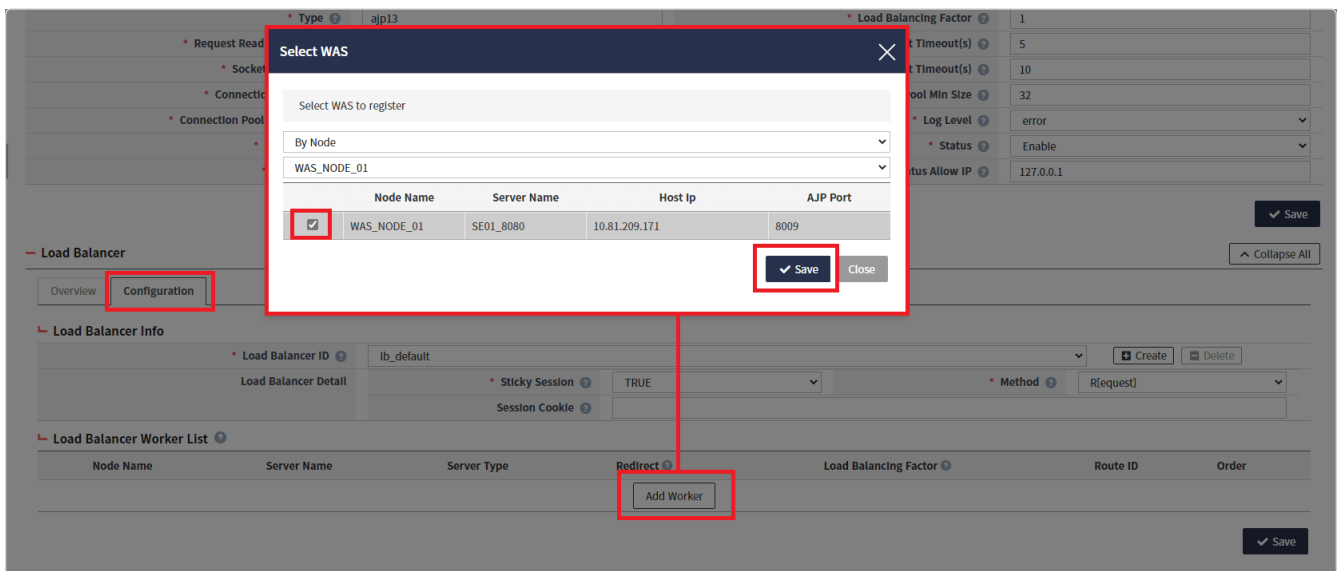 * Type ajp13 * Load Balancing Factor 1
* Request Read t Timeout(s) 5
* Socket t Timeout(s) 10
* Connectio ool Min Size 32
* Connection Pool * Log Level error
* * Status Enable
* tus Allow IP 127.0.0.1
Save
Select WAS
Select WAS to register
By Node
WAS_NODE_01
Node Name Server Name Host Ip AJP Port
WAS_NODE_01 SE01_8080 10.81.209.171 8009
Save Close
Load Balancer Collapse All
Overview Configuration
Load Balancer Info
* Load Balancer ID lb_default Create Delete
Load Balancer Detail * Sticky Session TRUE * Method R[equest]
Session Cookie
Load Balancer Worker List
Node Name Server Name Server Type Redirect Load Balancing Factor Route ID Order
Add Worker
Save